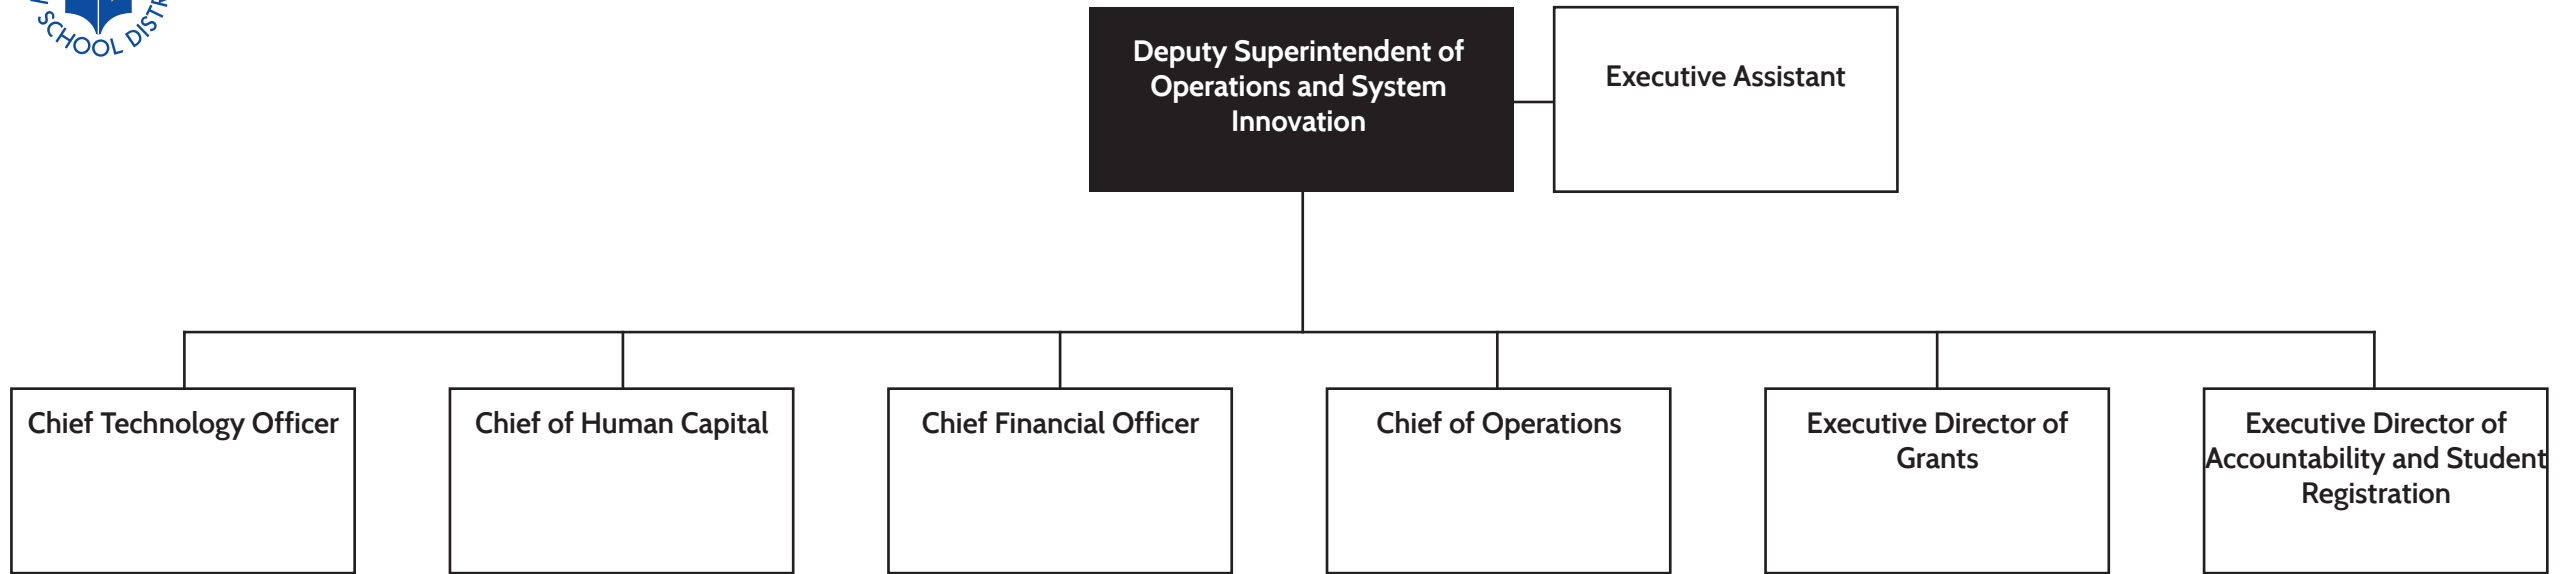 SCHOOL DISTR
Deputy Superintendent of
Operations and System
Innovation
Executive Assistant
Chief Technology Officer
Chief of Human Capital
Chief Financial Officer
Chief of Operations
Executive Director of
Grants
Executive Director of
Accountability and Student
Registration